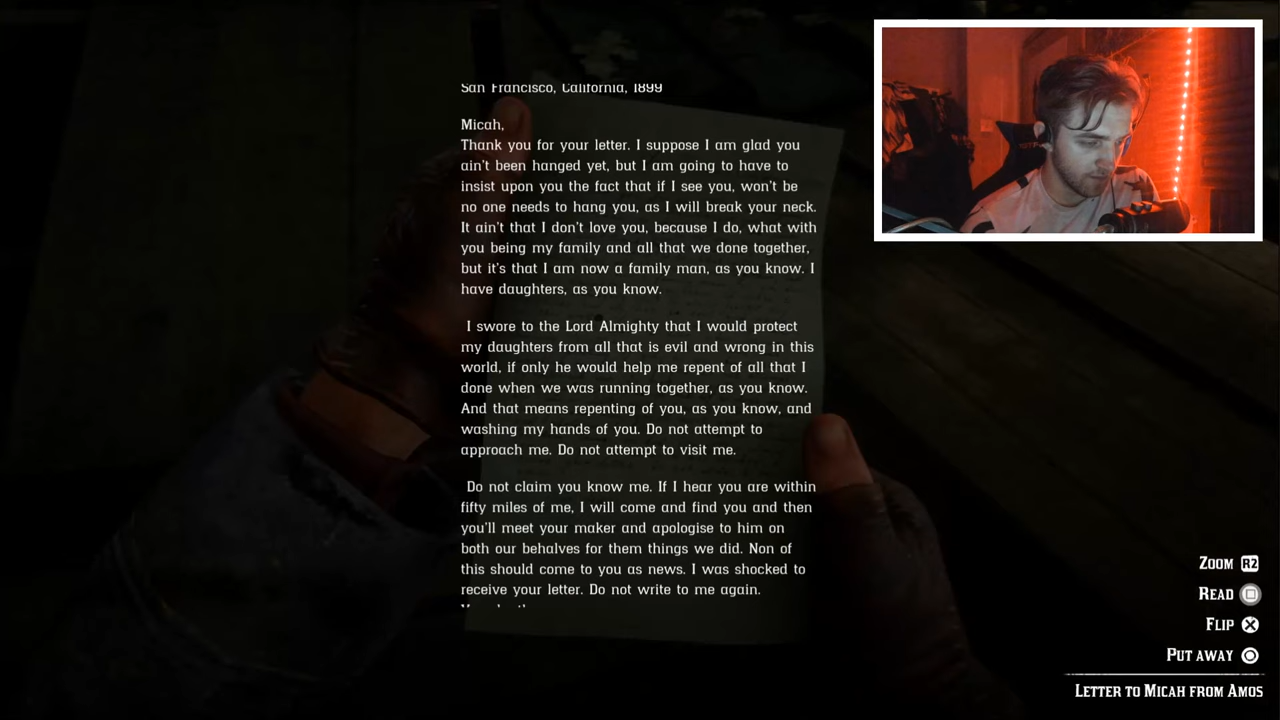 San Francisco, California, 1899
Micah,
Thank you for your letter. I suppose I am glad you
ain't been hanged yet, but I am going to have to
insist upon you the fact that if I see you, won't be
no one needs to hang you, as I will break your neck.
It ain't that I don't love you, because I do, what with
you being my family and all that we done together,
but it's that I am now a family man, as you know. I
have daughters, as you know.
I swore to the Lord Almighty that I would protect
my daughters from all that is evil and wrong in this
world, if only he would help me repent of all that I
done when we was running together, as you know.
And that means repenting of you, as you know, and
washing my hands of you. Do not attempt to
approach me. Do not attempt to visit me.
Do not claim you know me. If I hear you are within
fifty miles of me, I will come and find you and then
you'll meet your maker and apologise to him on
both our behalves for them things we did. Non of
this should come to you as news. I was shocked to
receive your letter. Do not write to me again.
ZOOM R2
READ
FLIP
PUT AWAY
LETTER TO MICAH FROM AMOS